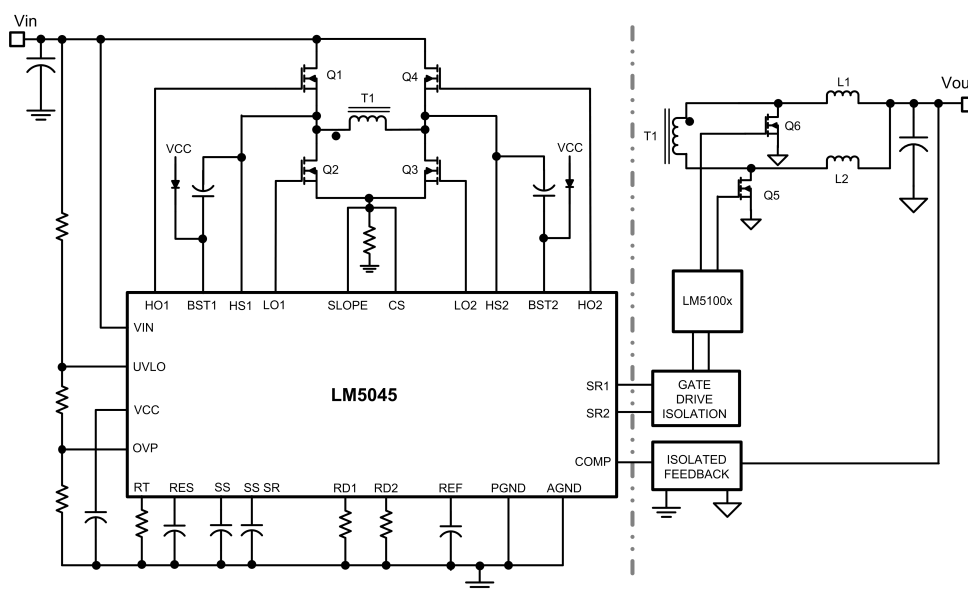 Vin
Q1
Q4
T1
VCC
Q2
Q3
VCC
L1
Vou
T1
Q6
L2
Q5
HO1 BST1 HS1 LO1 SLOPE CS LO2 HS2 BST2 HO2
LM5100x
VIN
UVLO
LM5045
VCC
OVP
SR1
SR2
GATE
DRIVE
ISOLATION
COMP
ISOLATED
FEEDBACK
RT RES SS SS SR RD1 RD2 REF PGND AGND